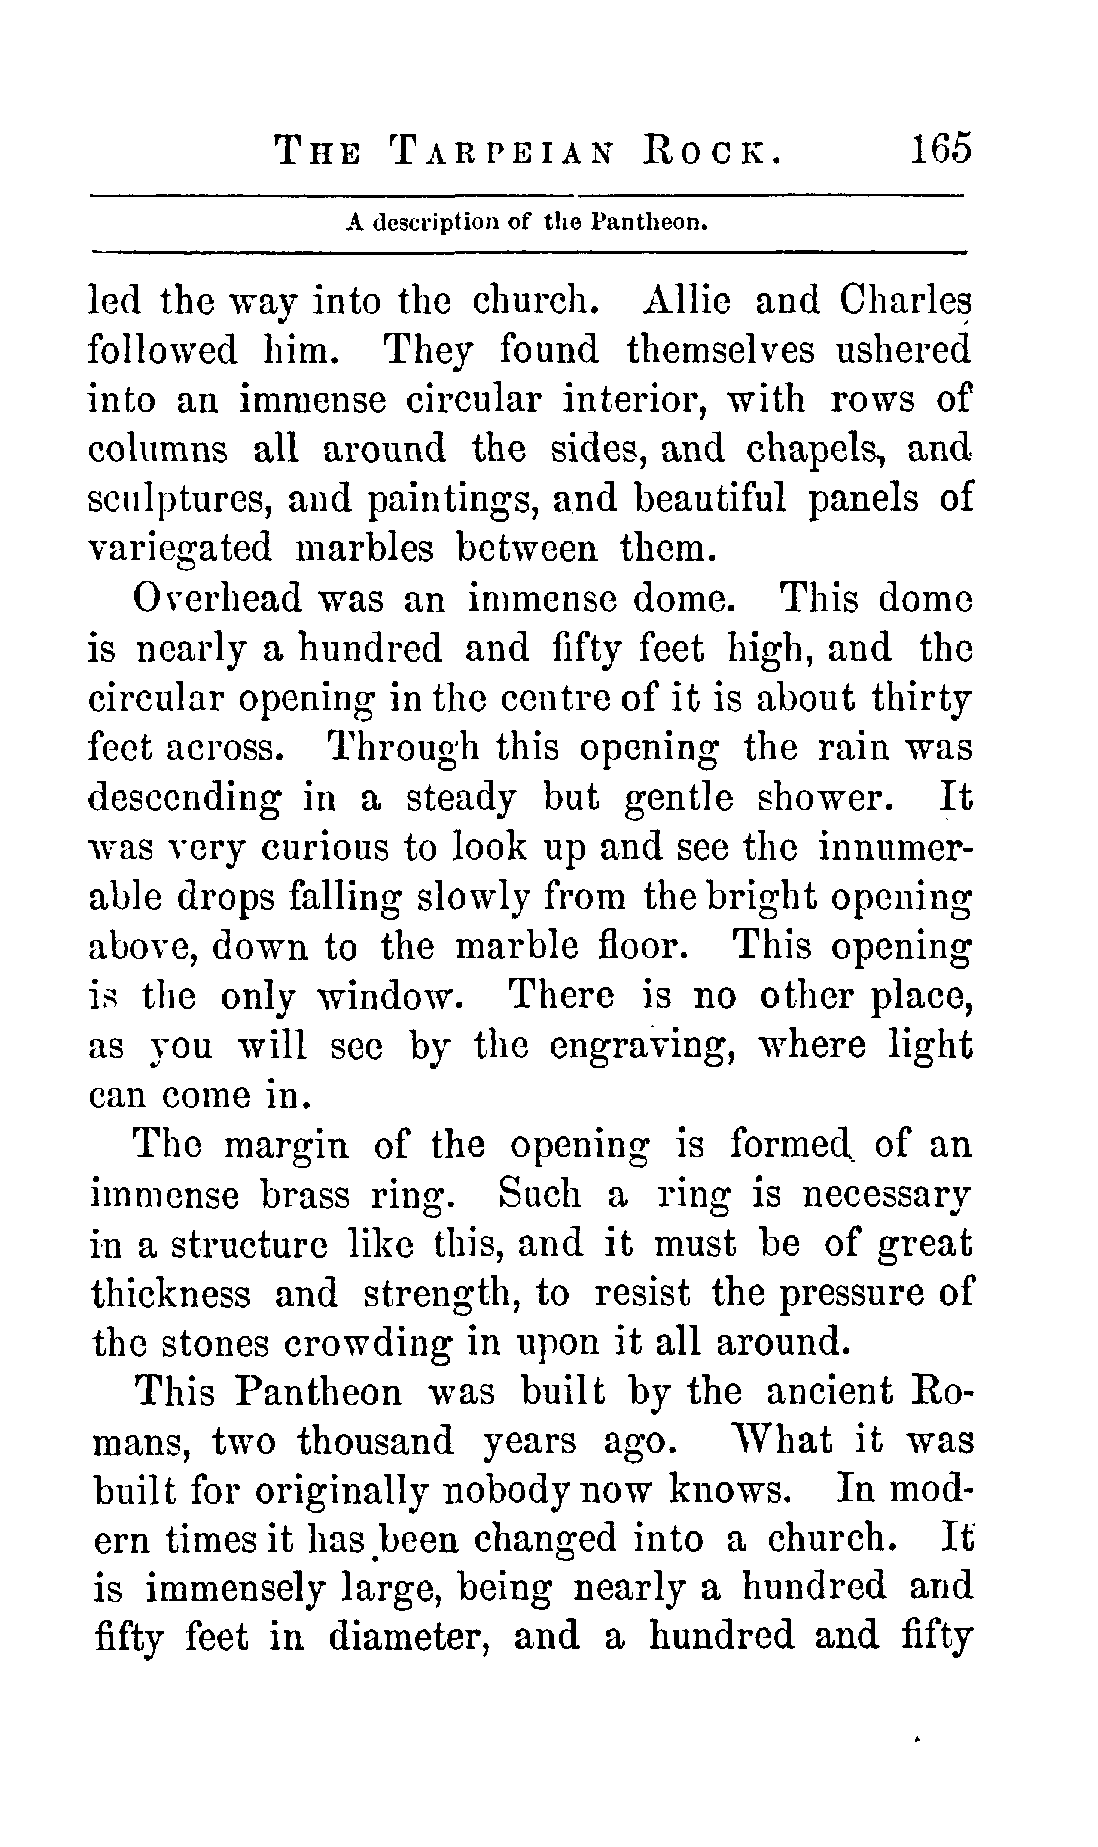 THE TARPEIAN ROCK. 165
A description of the Pantheon.
led the way into the church. Allie and Charles
followed him. They found themselves ushered
into an immense circular interior, with rows of
columns all around the sides, and chapels, and
sculptures, and paintings, and beautiful panels of
variegated marbles between them.
Overhead was an immense dome. This dome
is nearly a hundred and fifty feet high, and the
circular opening in the centre of it is about thirty
feet across. Through this opening the rain was
descending in a steady but gentle shower. It
was very curious to look up and see the innumer-
able drops falling slowly from the bright opening
above, down to the marble floor. This opening
is the only window. There is no other place,
as you will see by the engraving, where light
can come in.
The margin of the opening is formed of an
immense brass ring. Such a ring is necessary
in a structure like this, and it must be of great
thickness and strength, to resist the pressure of
the stones crowding in upon it all around.
This Pantheon was built by the ancient Ro-
mans, two thousand years ago. What it was
built for originally nobody now knows. In mod-
ern times it has been changed into a church. It
is immensely large, being nearly a hundred and
fifty feet in diameter, and a hundred and fifty